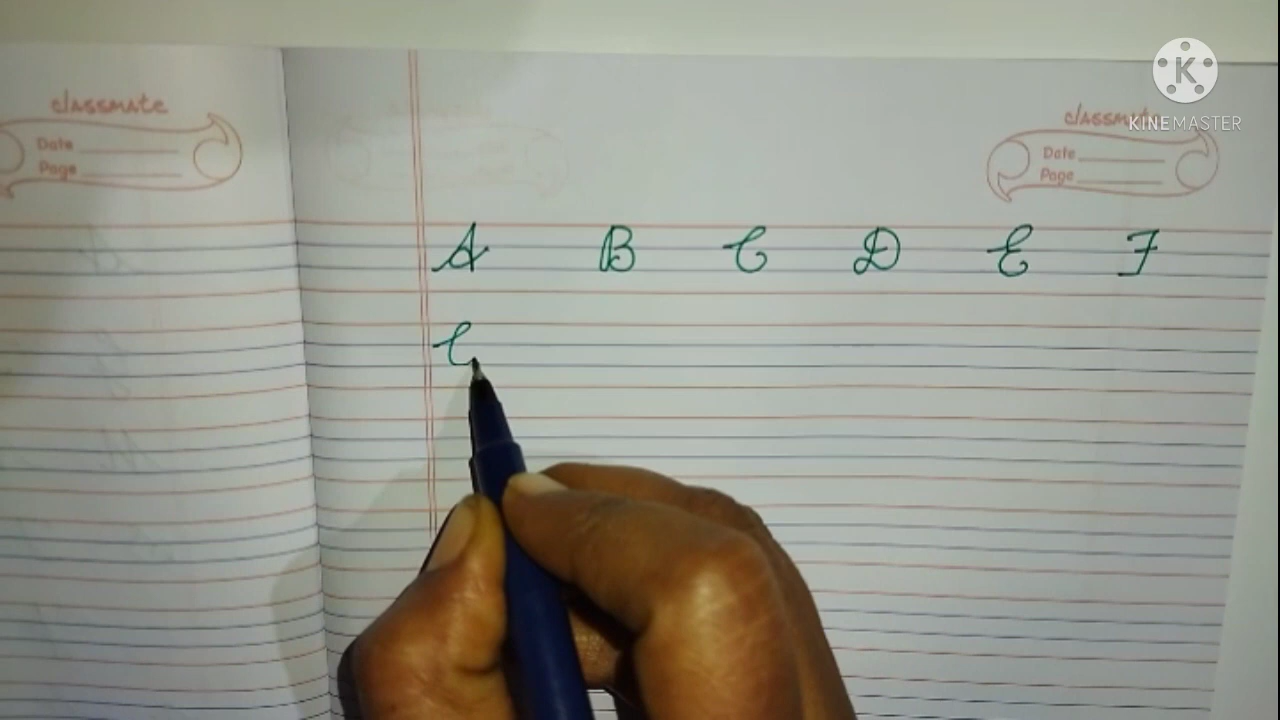 classmate classmate
Date Date
Page Page
KINEMASTER
A B C D E F